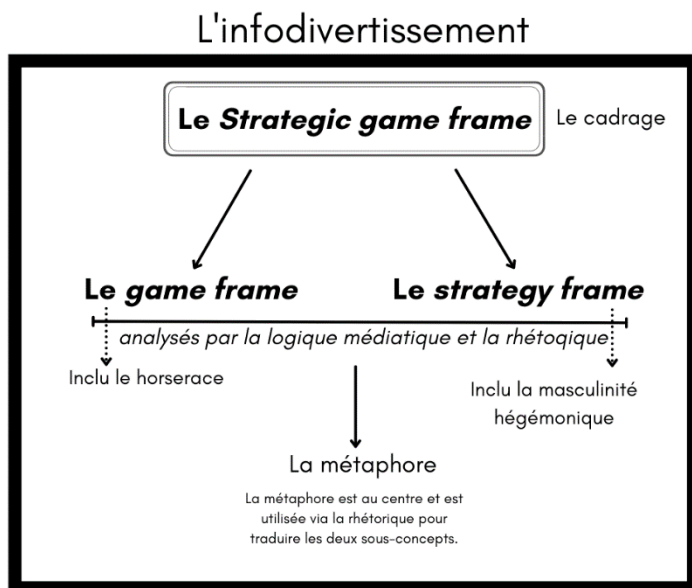 L'infodivertissement
Le Strategic game frame
Le cadrage
Le game frame
Le strategy frame
analysés par la logique médiatique et la rhétoqique
Inclu le horserace
Inclu la masculinité
hégémonique
La métaphore
La métaphore est au centre et est
utilisée via la rhétorique pour
traduire les deux sous-concepts.